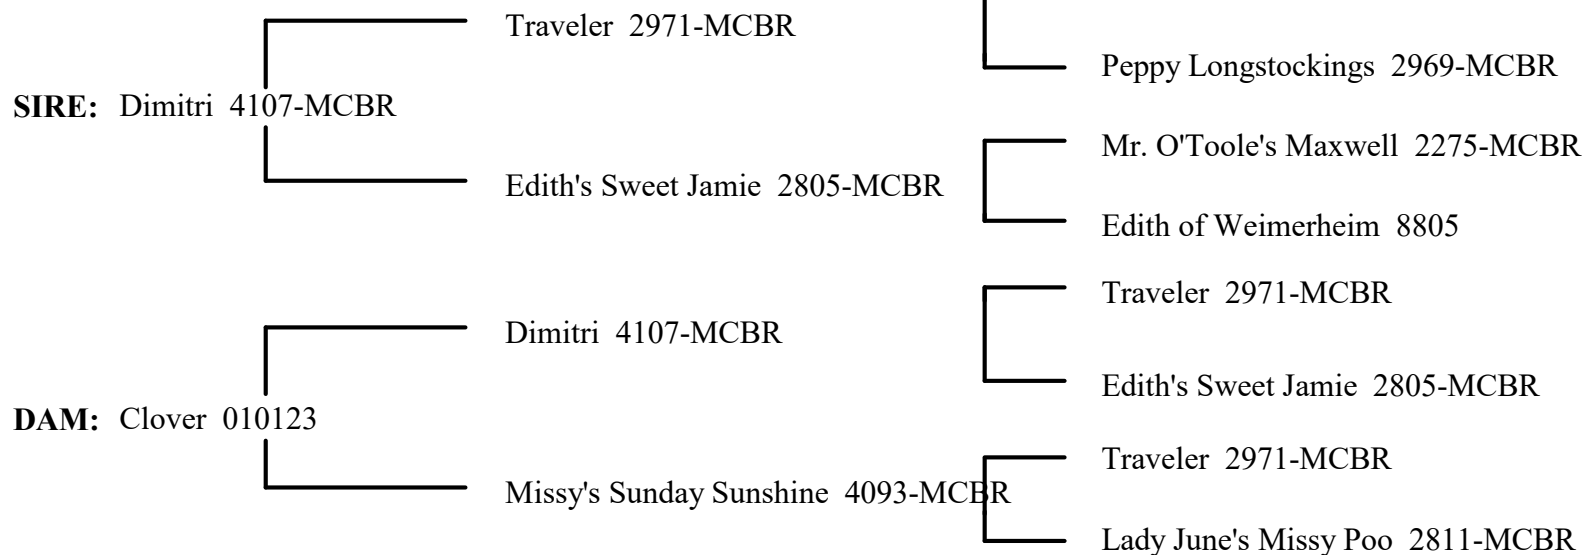 Traveler 2971-MCBR
Peppy Longstockings 2969-MCBR
SIRE: Dimitri 4107-MCBR
Mr. O'Toole's Maxwell 2275-MCBR
Edith's Sweet Jamie 2805-MCBR
Edith of Weimerheim 8805
Traveler 2971-MCBR
Dimitri 4107-MCBR
Edith's Sweet Jamie 2805-MCBR
DAM: Clover 010123
Traveler 2971-MCBR
Missy's Sunday Sunshine 4093-MCBR
Lady June's Missy Poo 2811-MCBR